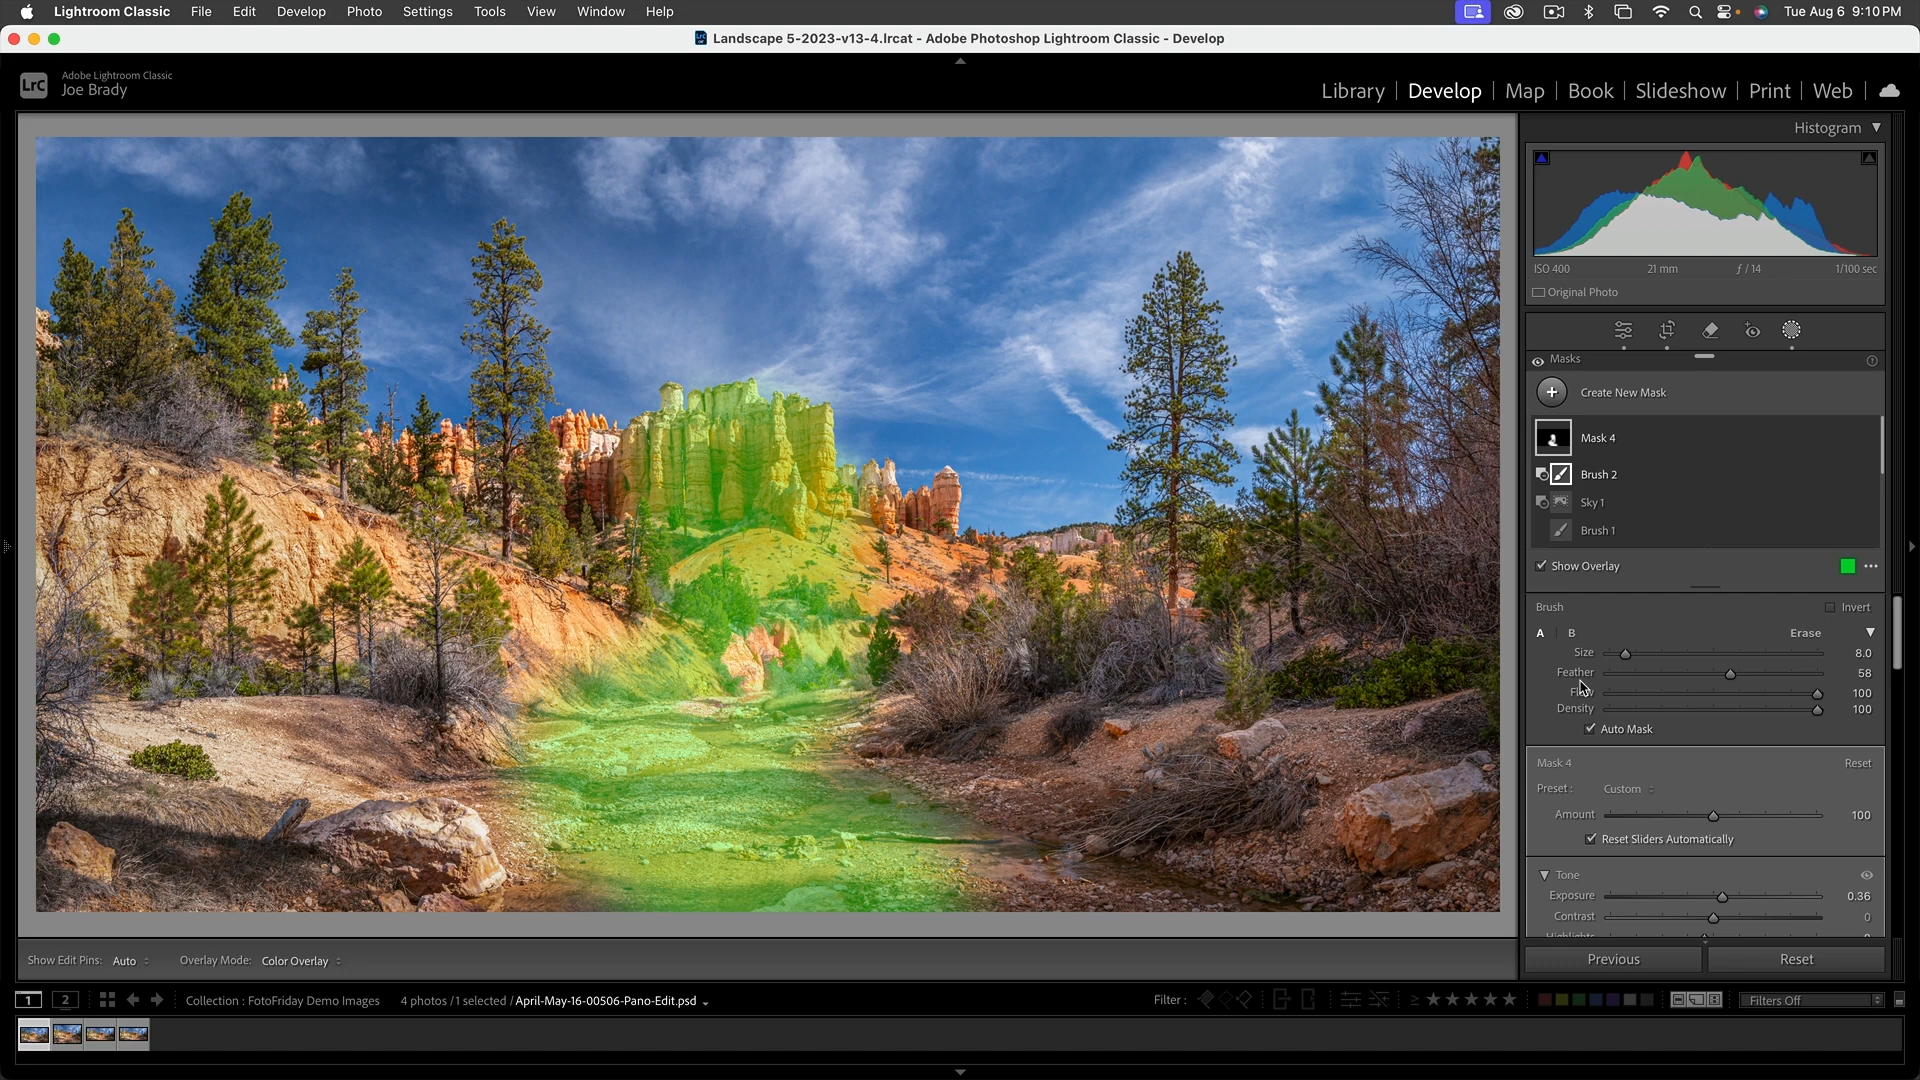 Lightroom Classic File Edit Develop Photo Settings Tools View Window Help Tue Aug 6 9:10 PM
LrC Landscape 5-2023-v13-4.lrcat - Adobe Photoshop Lightroom Classic - Develop
LrC Adobe Lightroom Classic
Joe Brady
Library Develop Map Book Slideshow Print Web
Histogram
ISO 400 21 mm ƒ / 14 1/100 sec
Original Photo
Masks
Create New Mask
Mask 4
Brush 2
Sky 1
Brush 1
Show Overlay
Brush Invert
A B Erase
Size 8.0
Feather 58
100
Density 100
Auto Mask
Mask 4 Reset
Preset : Custom
Amount 100
Reset Sliders Automatically
Tone
Exposure 0.36
Contrast 0
Highlights 0
Previous Reset
Show Edit Pins: Auto Overlay Mode: Color Overlay
1 2 Collection : FotoFriday Demo Images 4 photos / 1 selected / April-May-16-00506-Pano-Edit.psd Filter : ≥ Filters Off